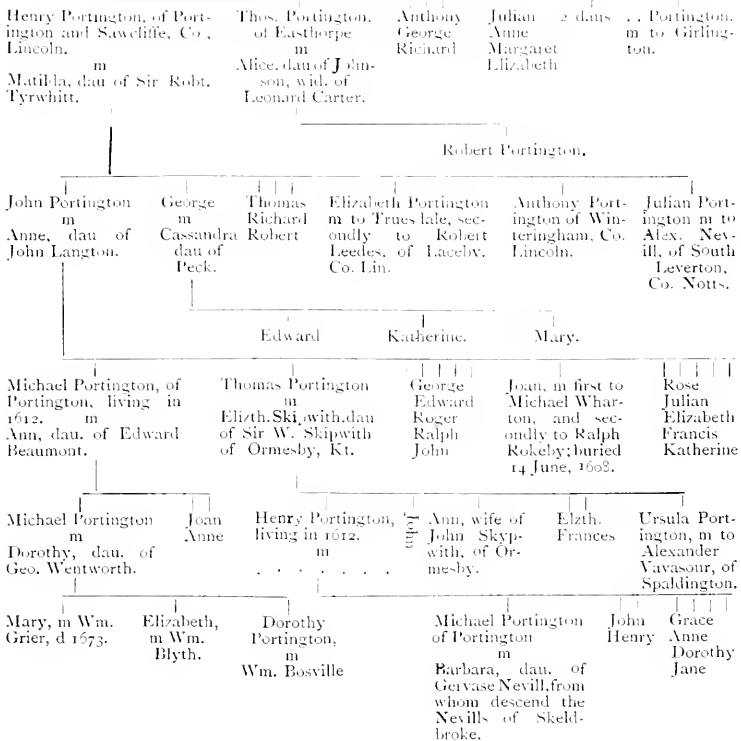 Henry Portington, of Port-
ington and Sawcliffe, Co.,
Lincoln.
m
Matilda, dau of Sir Robt.
Tyrwhitt.
Thos. Portington.
of Easthorpe
m
Alice, dau of John-
son, wid. of
Leonard Carter.
Anthony
George
Richard
Julian
Anne
Margaret
Elizabeth
2 daus
. . Portington.
m to Girling-
ton.
Robert Portington.
John Portington
m
Anne, dau of
John Langton.
George
m
Cassandra
dau of
Peck.
Thomas
Richard
Robert
Elizabeth Portington
m to Trueslale, sec-
ondly to Robert
Leedes, of Laceby.
Co. Lin.
Anthony Port-
ington of Win-
teringham, Co.
Lincoln.
Julian Port-
ington m to
Alex. Nev-
ill, of South
Leverton,
Co. Notts.
Edward
Katherine.
Mary.
Michael Portington, of
Portington, living in
1612. m
Ann, dau. of Edward
Beaumont.
Thomas Portington
m
Elizth. Skipwith, dau
of Sir W. Skipwith
of Ormesby, Kt.
George
Edward
Roger
Ralph
John
Joan, m first to
Michael Whar-
ton, and sec-
ondly to Ralph
Rokeby; buried
14 June, 1608.
Rose
Julian
Elizabeth
Francis
Katherine
Michael Portington
m
Dorothy, dau. of
Geo. Wentworth.
Joan
Anne
Henry Portington,
living in 1612.
m
. . . . . .
John
Ann, wife of
John Skyp-
with, of Or-
mesby.
Elzth.
Frances
Ursula Port-
ington, m to
Alexander
Vavasour, of
Spaldington.
Mary, m Wm.
Grier, d 1673.
Elizabeth,
m Wm.
Blyth.
Dorothy
Portington,
m
Wm. Bosville
Michael Portington
of Portington
m
Barbara, dau. of
Gervase Nevill, from
whom descend the
Nevills of Skeld-
broke.
John
Henry
Grace
Anne
Dorothy
Jane